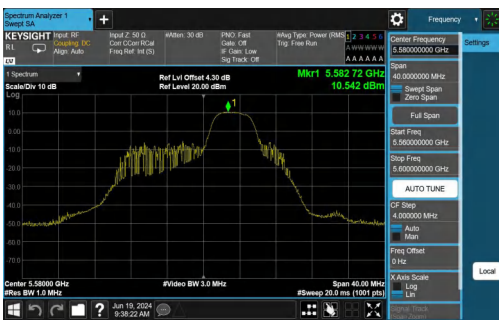 Spectrum Analyzer 1
Swept SA
Frequency
KEYSIGHT
RL
Input: RF
Coupling: DC
Align: Auto
Input Z: 50 Ω
Corr CCorr RCal
Freq Ref: Int (S)
#Atten: 30 dB
PNO: Fast
Gate: Off
IF Gain: Low
Sig Track: Off
#Avg Type: Power (RMS)
Trig: Free Run
1 2 3 4 5 6
A W W W W W
A A A A A A
LVI
1 Spectrum
Scale/Div 10 dB
Log
Ref Lvl Offset 4.30 dB
Ref Level 20.00 dBm
Mkr1 5.582 72 GHz
10.542 dBm
1
10.0
0.00
-10.0
-20.0
-30.0
-40.0
-50.0
-60.0
-70.0
Center 5.58000 GHz
#Res BW 1.0 MHz
#Video BW 3.0 MHz
Span 40.00 MHz
#Sweep 20.0 ms (1001 pts)
Center Frequency
5.580000000 GHz
Span
40.0000000 MHz
Swept Span
Zero Span
Full Span
Start Freq
5.560000000 GHz
Stop Freq
5.600000000 GHz
AUTO TUNE
CF Step
4.000000 MHz
Auto
Man
Freq Offset
0 Hz
X Axis Scale
Log
Lin
Signal Track
(Span Zoom)
Settings
Local
Jun 19, 2024
9:38:22 AM